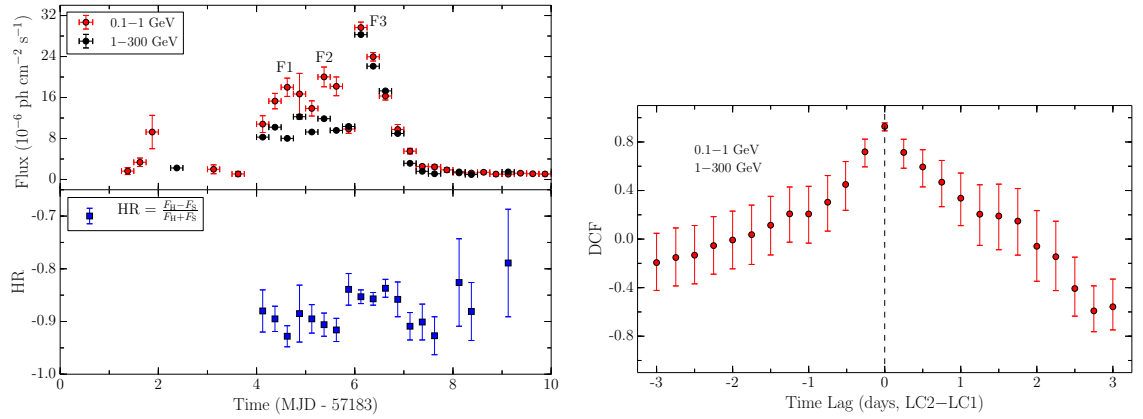 32
24
16
8
0
Flux (10⁻⁶ ph cm⁻² s⁻¹)
0.1−1 GeV
1−300 GeV
F1
F2
F3
HR = (F_H−F_S)/(F_H+F_S)
-0.7
-0.8
-0.9
-1.0
HR
0 2 4 6 8 10
Time (MJD - 57183)
0.8
0.4
0.0
-0.4
-0.8
DCF
0.1−1 GeV
1−300 GeV
-3 -2 -1 0 1 2 3
Time Lag (days, LC2−LC1)